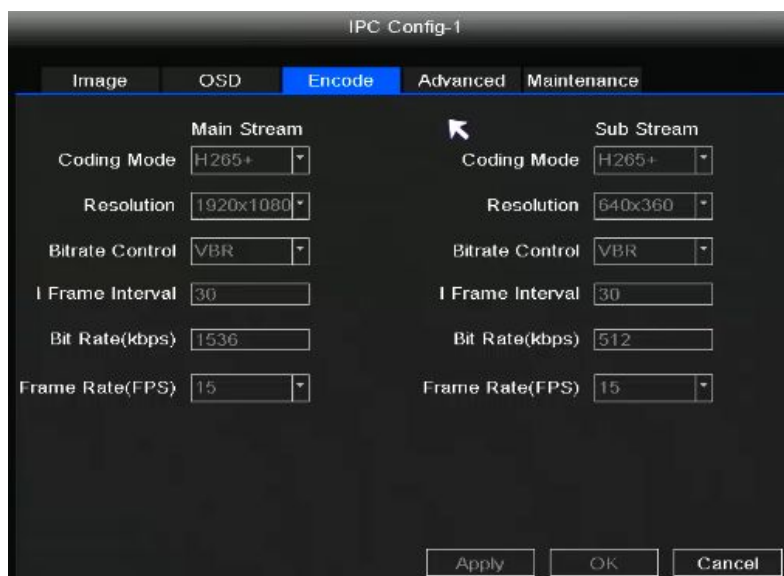 IPC Config-1
Image OSD Encode Advanced Maintenance
Main Stream Sub Stream
Coding Mode H265+ Coding Mode H265+
Resolution 1920x1080 Resolution 640x360
Bitrate Control VBR Bitrate Control VBR
I Frame Interval 30 I Frame Interval 30
Bit Rate(kbps) 1536 Bit Rate(kbps) 512
Frame Rate(FPS) 15 Frame Rate(FPS) 15
Apply OK Cancel